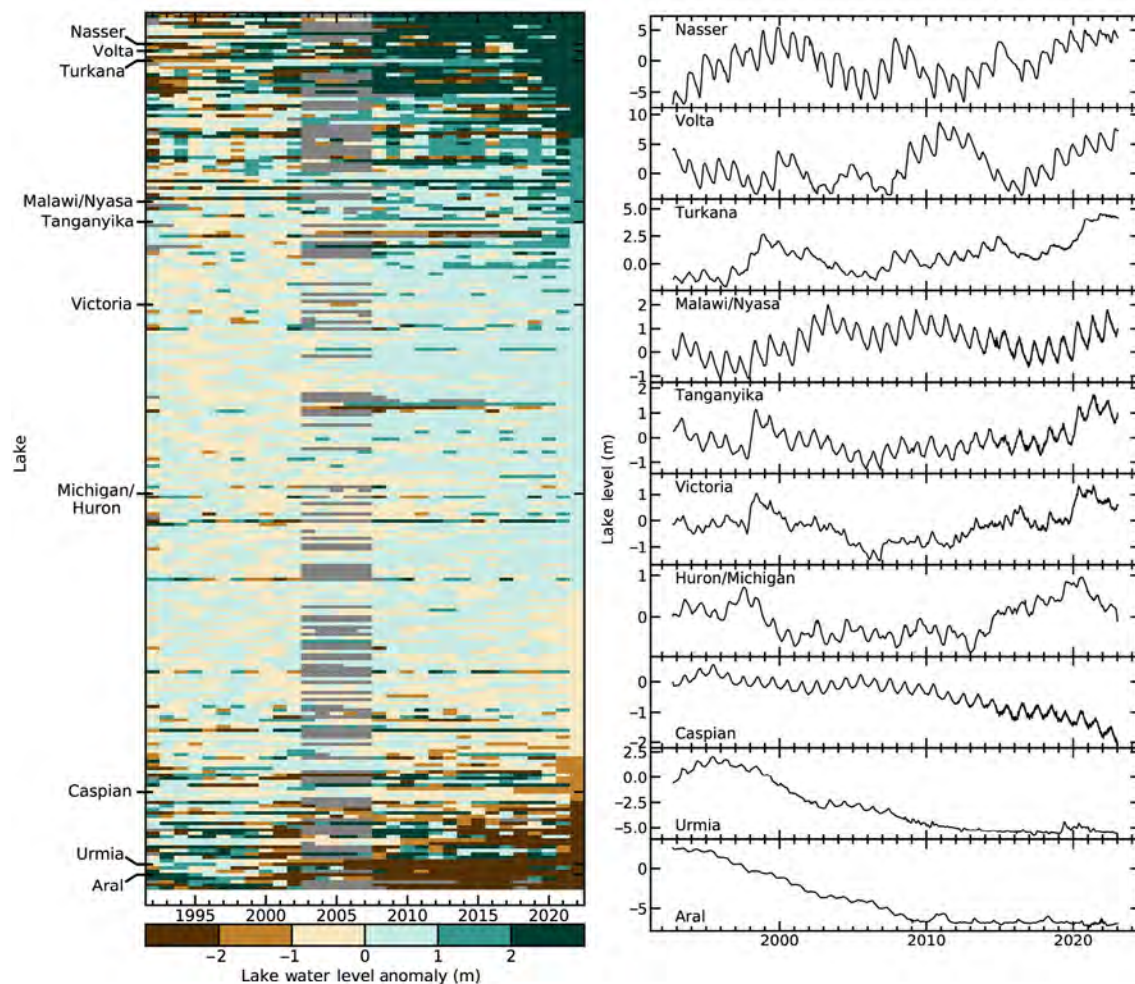 Lake
Nasser
Volta
Turkana
Malawi/Nyasa
Tanganyika
Victoria
Michigan/
Huron
Caspian
Urmia
Aral
1995 2000 2005 2010 2015 2020
−2 −1 0 1 2
Lake water level anomaly (m)
Lake level (m)
Nasser
5
0
−5
Volta
10
5
0
Turkana
5.0
2.5
0.0
Malawi/Nyasa
2
1
0
−1
Tanganyika
2
1
0
−1
Victoria
1
0
−1
Huron/Michigan
1
0
Caspian
0
−1
−2
Urmia
2.5
0.0
−2.5
−5.0
Aral
0
−5
2000 2010 2020